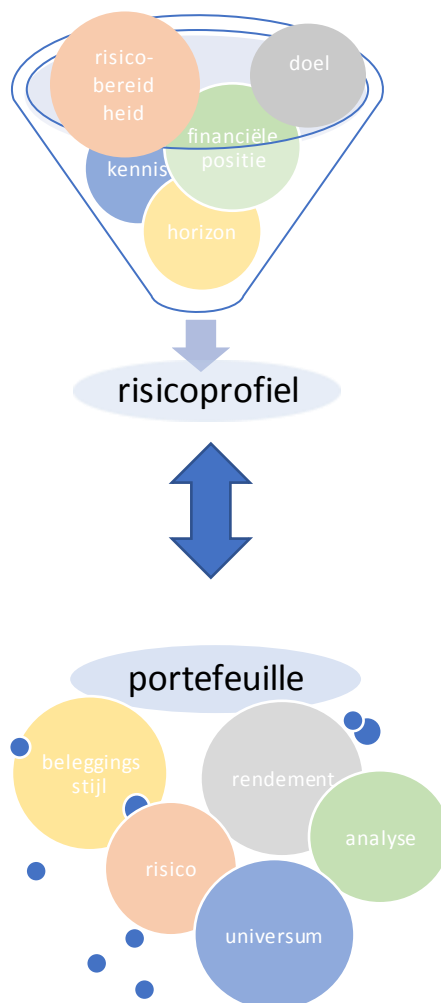 risico-
bereid
heid
doel
financiële
positie
kennis
horizon
risicoprofiel
portefeuille
beleggings
stijl
rendement
analyse
risico
universum